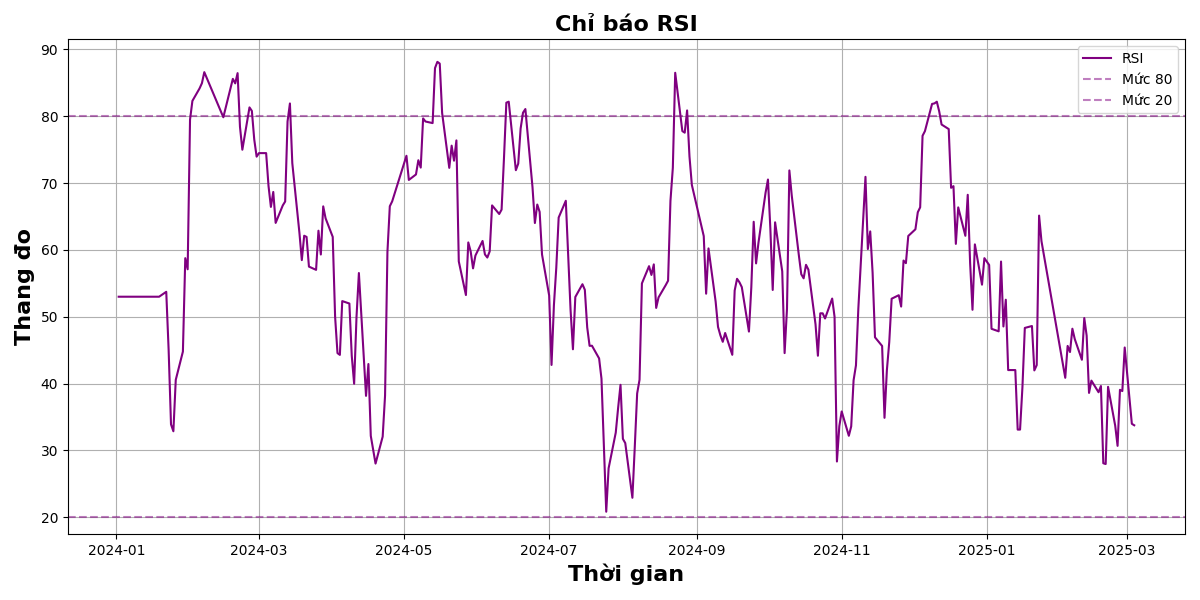 Chỉ báo RSI
RSI
Mức 80
Mức 20
Thang đo
90
80
70
60
50
40
30
20
2024-01
2024-03
2024-05
2024-07
2024-09
2024-11
2025-01
2025-03
Thời gian